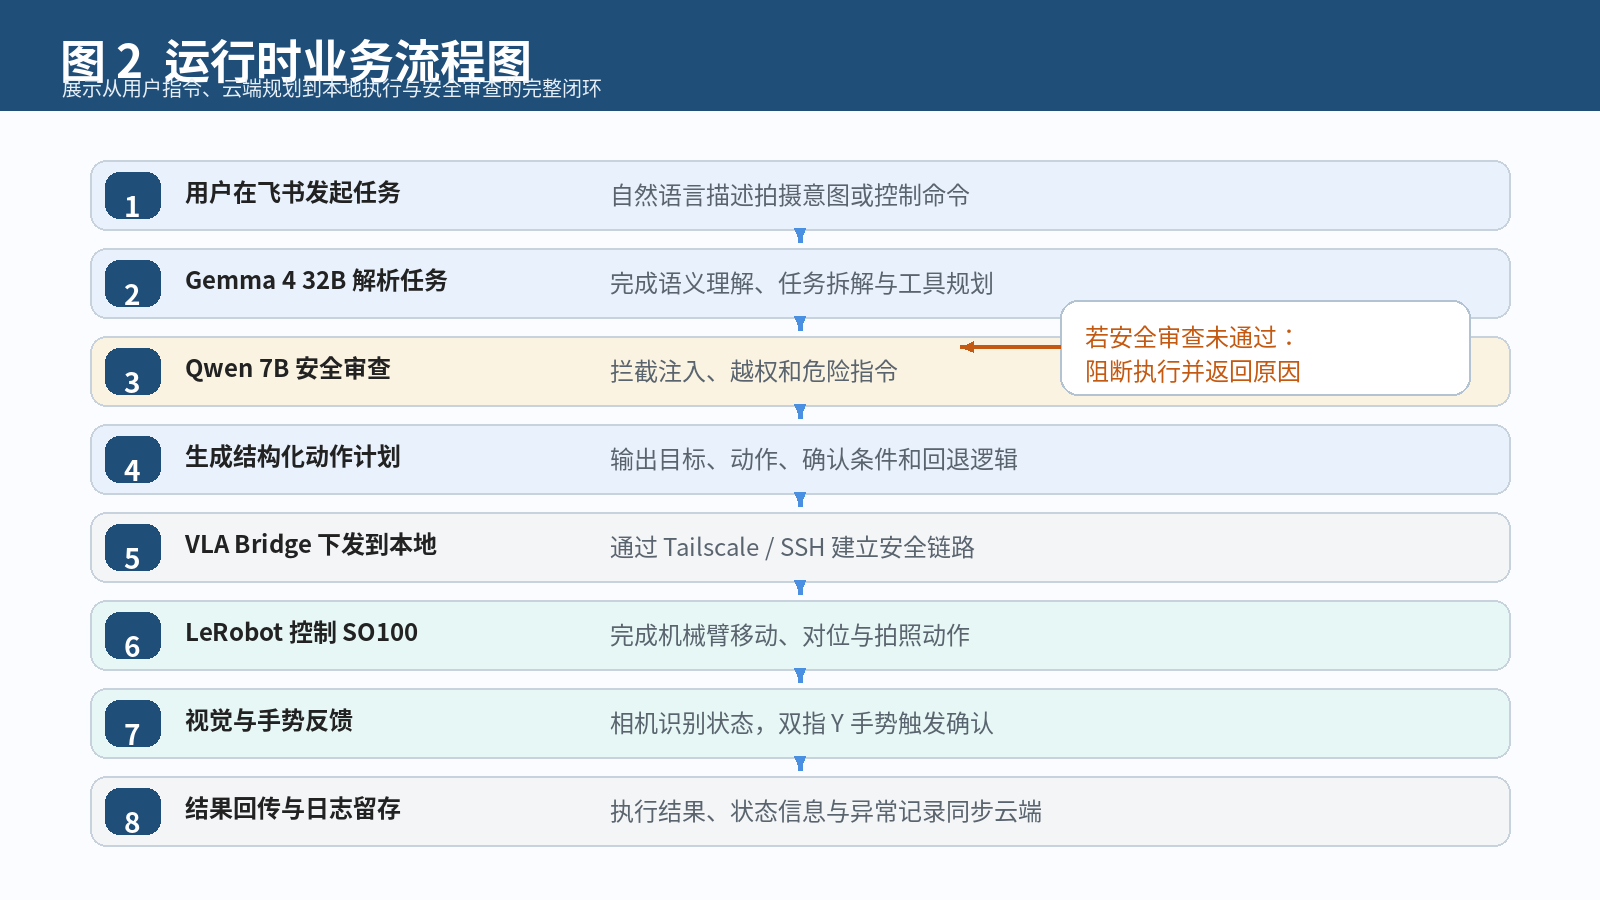 图 2 运行时业务流程图
展示从用户指令、云端规划到本地执行与安全审查的完整闭环
1 用户在飞书发起任务 自然语言描述拍摄意图或控制命令
2 Gemma 4 32B 解析任务 完成语义理解、任务拆解与工具规划
若安全审查未通过：
阻断执行并返回原因
3 Qwen 7B 安全审查 拦截注入、越权和危险指令
4 生成结构化动作计划 输出目标、动作、确认条件和回退逻辑
5 VLA Bridge 下发到本地 通过 Tailscale / SSH 建立安全链路
6 LeRobot 控制 SO100 完成机械臂移动、对位与拍照动作
7 视觉与手势反馈 相机识别状态，双指 Y 手势触发确认
8 结果回传与日志留存 执行结果、状态信息与异常记录同步云端